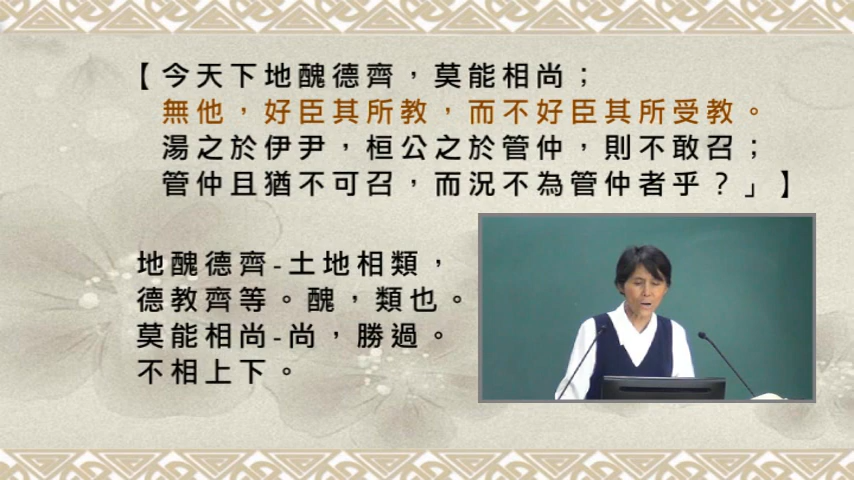 【今天下地醜德齊，莫能相尚；
無他，好臣其所教，而不好臣其所受教。
湯之於伊尹，桓公之於管仲，則不敢召；
管仲且猶不可召，而況不為管仲者乎？」】
地醜德齊-土地相類，
德教齊等。醜，類也。
莫能相尚-尚，勝過。
不相上下。